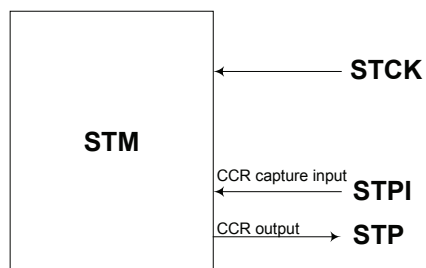 STCK
STM
CCR capture input
STPI
CCR output
STP